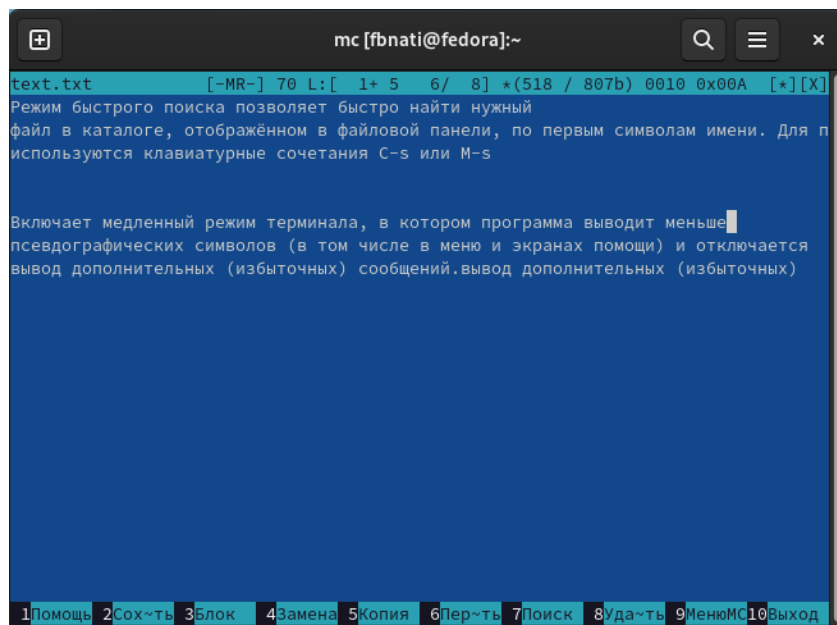 mc [fbnati@fedora]:~
text.txt [-MR-] 70 L:[ 1+ 5 6/ 8] *(518 / 807b) 0010 0x00A [*][X]
Режим быстрого поиска позволяет быстро найти нужный
файл в каталоге, отображённом в файловой панели, по первым символам имени. Для п
используются клавиатурные сочетания C-s или M-s
Включает медленный режим терминала, в котором программа выводит меньше
псевдографических символов (в том числе в меню и экранах помощи) и отключается
вывод дополнительных (избыточных) сообщений.вывод дополнительных (избыточных)
1Помощь 2Сох~ть 3Блок 4Замена 5Копия 6Пер~ть 7Поиск 8Уда~ть 9МенюMC 10Выход